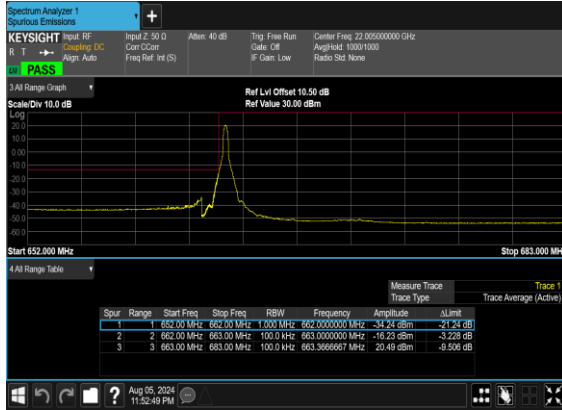 Spectrum Analyzer 1
Spurious Emissions
+
KEYSIGHT Input: RF Input Z: 50 Ω Atten: 40 dB Trig: Free Run Center Freq: 22.005000000 GHz
R T Coupling: DC Corr CCorr Gate: Off Avg|Hold: 1000/1000
Align: Auto Freq Ref: Int (S) IF Gain: Low Radio Std: None
PASS
3 All Range Graph
Ref Lvl Offset 10.50 dB
Scale/Div 10.0 dB Ref Value 30.00 dBm
Log
20.0
10.0
0.00
-10.0
-20.0
-30.0
-40.0
-50.0
-60.0
Start 652.000 MHz Stop 683.000 MHz
4 All Range Table
Measure Trace Trace 1
Trace Type Trace Average (Active)
Spur Range Start Freq Stop Freq RBW Frequency Amplitude ΔLimit
1 1 652.00 MHz 662.00 MHz 1.000 MHz 662.0000000 MHz -34.24 dBm -21.24 dB
2 2 662.00 MHz 663.00 MHz 100.0 kHz 663.0000000 MHz -16.23 dBm -3.228 dB
3 3 663.00 MHz 683.00 MHz 100.0 kHz 663.3666667 MHz 20.49 dBm -9.506 dB
?
Aug 05, 2024
11:52:49 PM